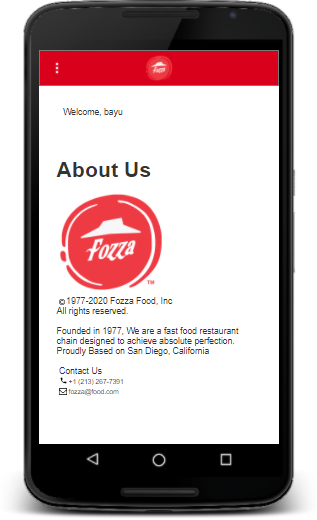 Fozza
Welcome, bayu
About Us
Fozza
TM
©1977-2020 Fozza Food, Inc
All rights reserved.
Founded in 1977, We are a fast food restaurant
chain designed to achieve absolute perfection.
Proudly Based on San Diego, California
Contact Us
+1 (213) 267-7391
fozza@food.com